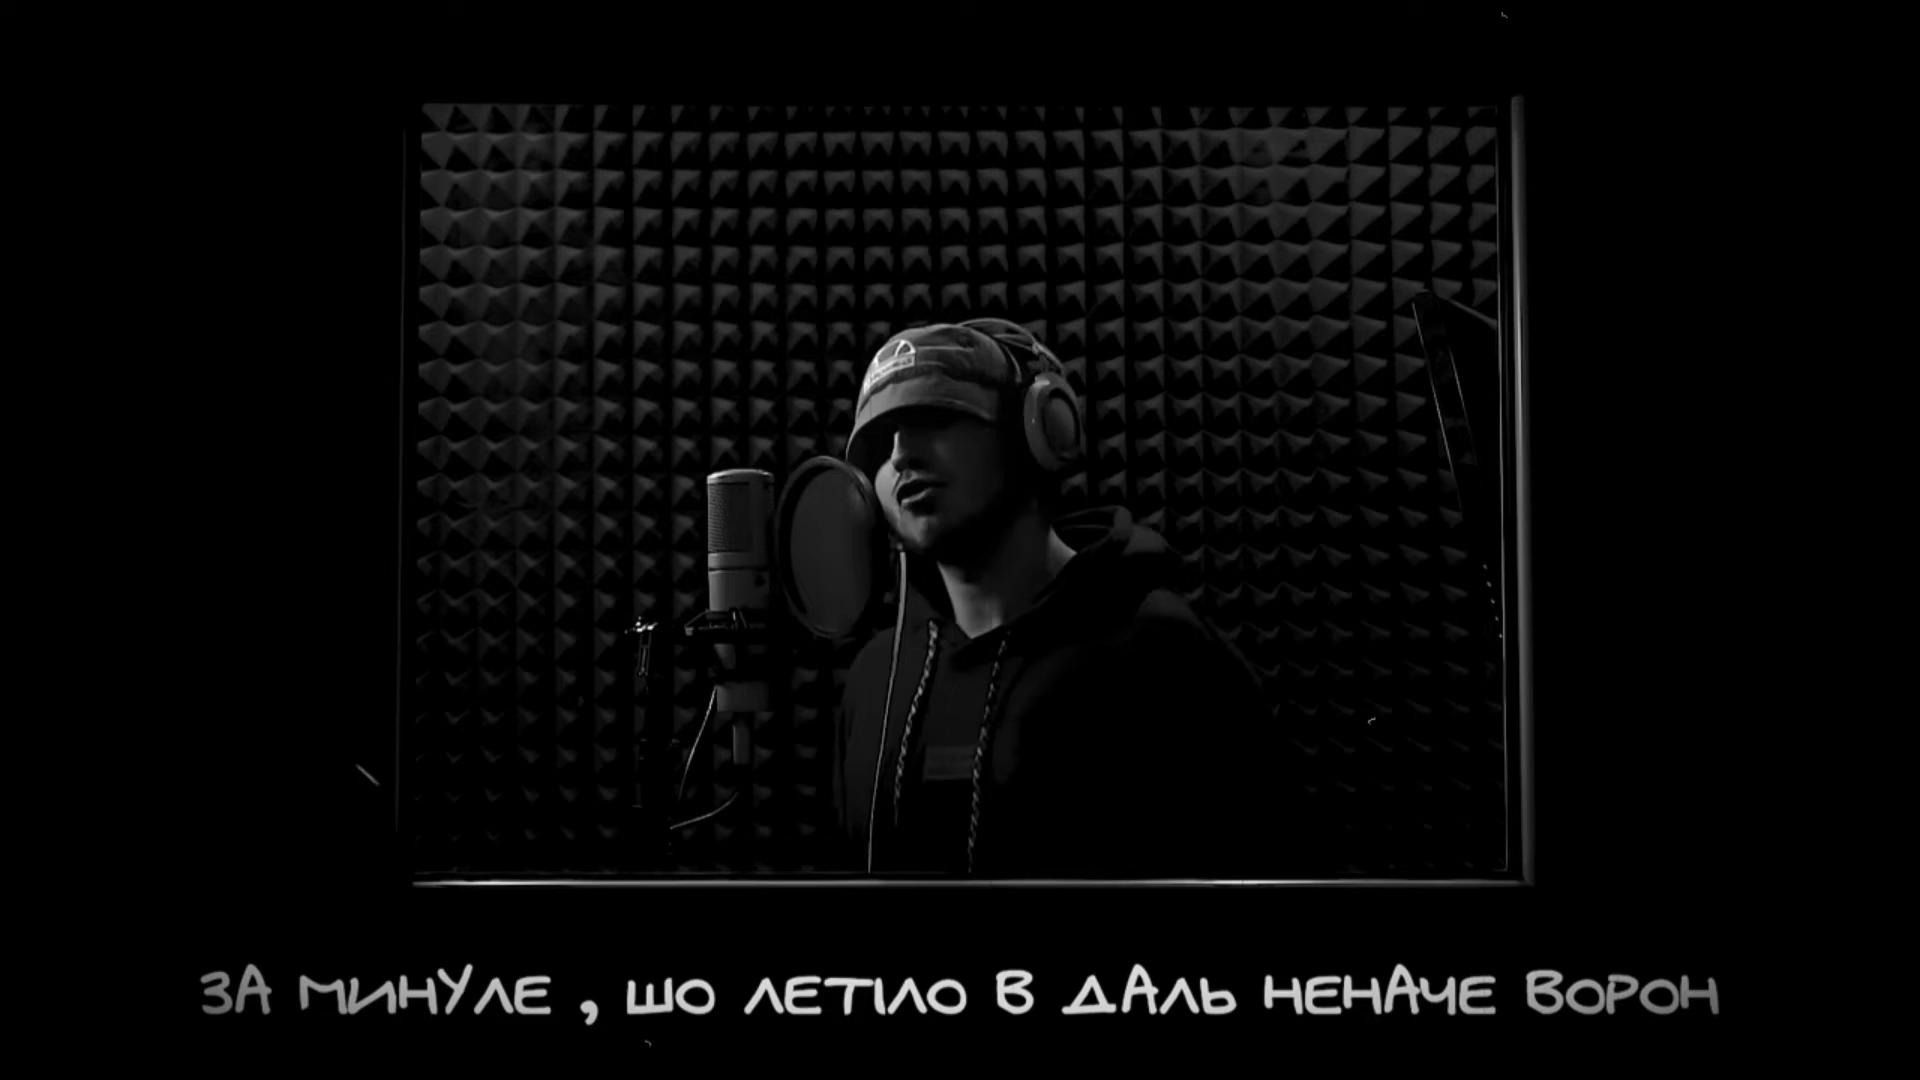 ЗА МИНУЛЕ , ШО ЛЕТІЛО В ДАЛЬ НЕНАЧЕ ВОРОН